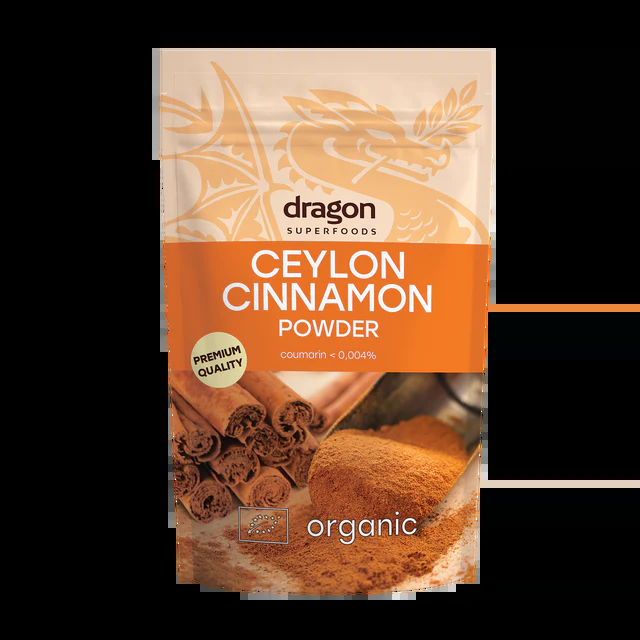 dragon
SUPERFOODS
CEYLON
CINNAMON
POWDER
coumarin < 0,004%
PREMIUM
QUALITY
organic